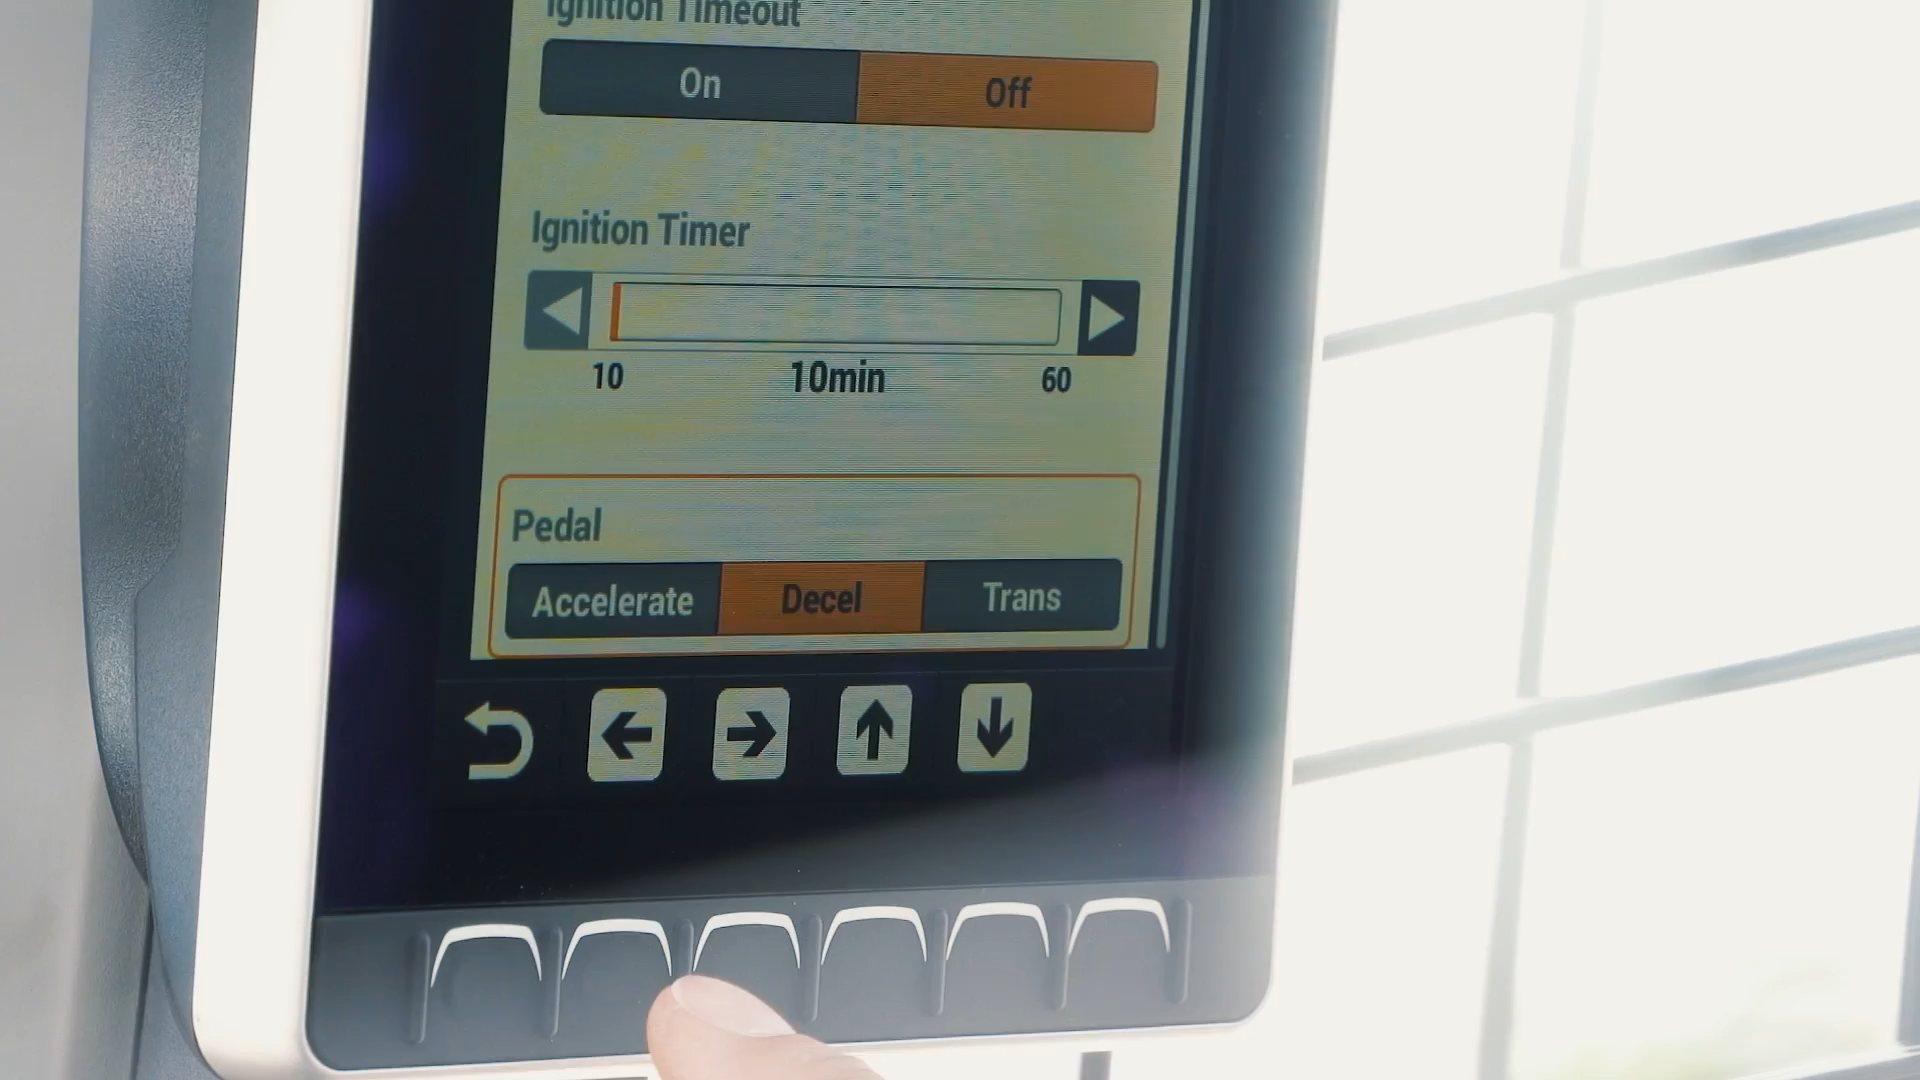 Ignition Timeout
On Off
Ignition Timer
10 10min 60
Pedal
Accelerate Decel Trans